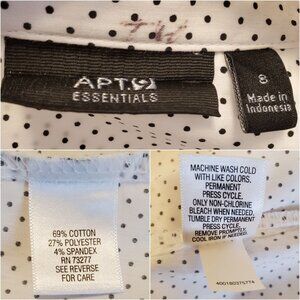 APT.9
ESSENTIALS
8
Made in
Indonesia
69% COTTON
27% POLYESTER
4% SPANDEX
RN 73277
SEE REVERSE
FOR CARE
MACHINE WASH COLD
WITH LIKE COLORS,
PERMANENT
PRESS CYCLE.
ONLY NON-CHLORINE
BLEACH WHEN NEEDED.
TUMBLE DRY PERMANENT
PRESS CYCLE.
REMOVE PROMPTLY.
COOL IRON IF NEEDED.
400180375774